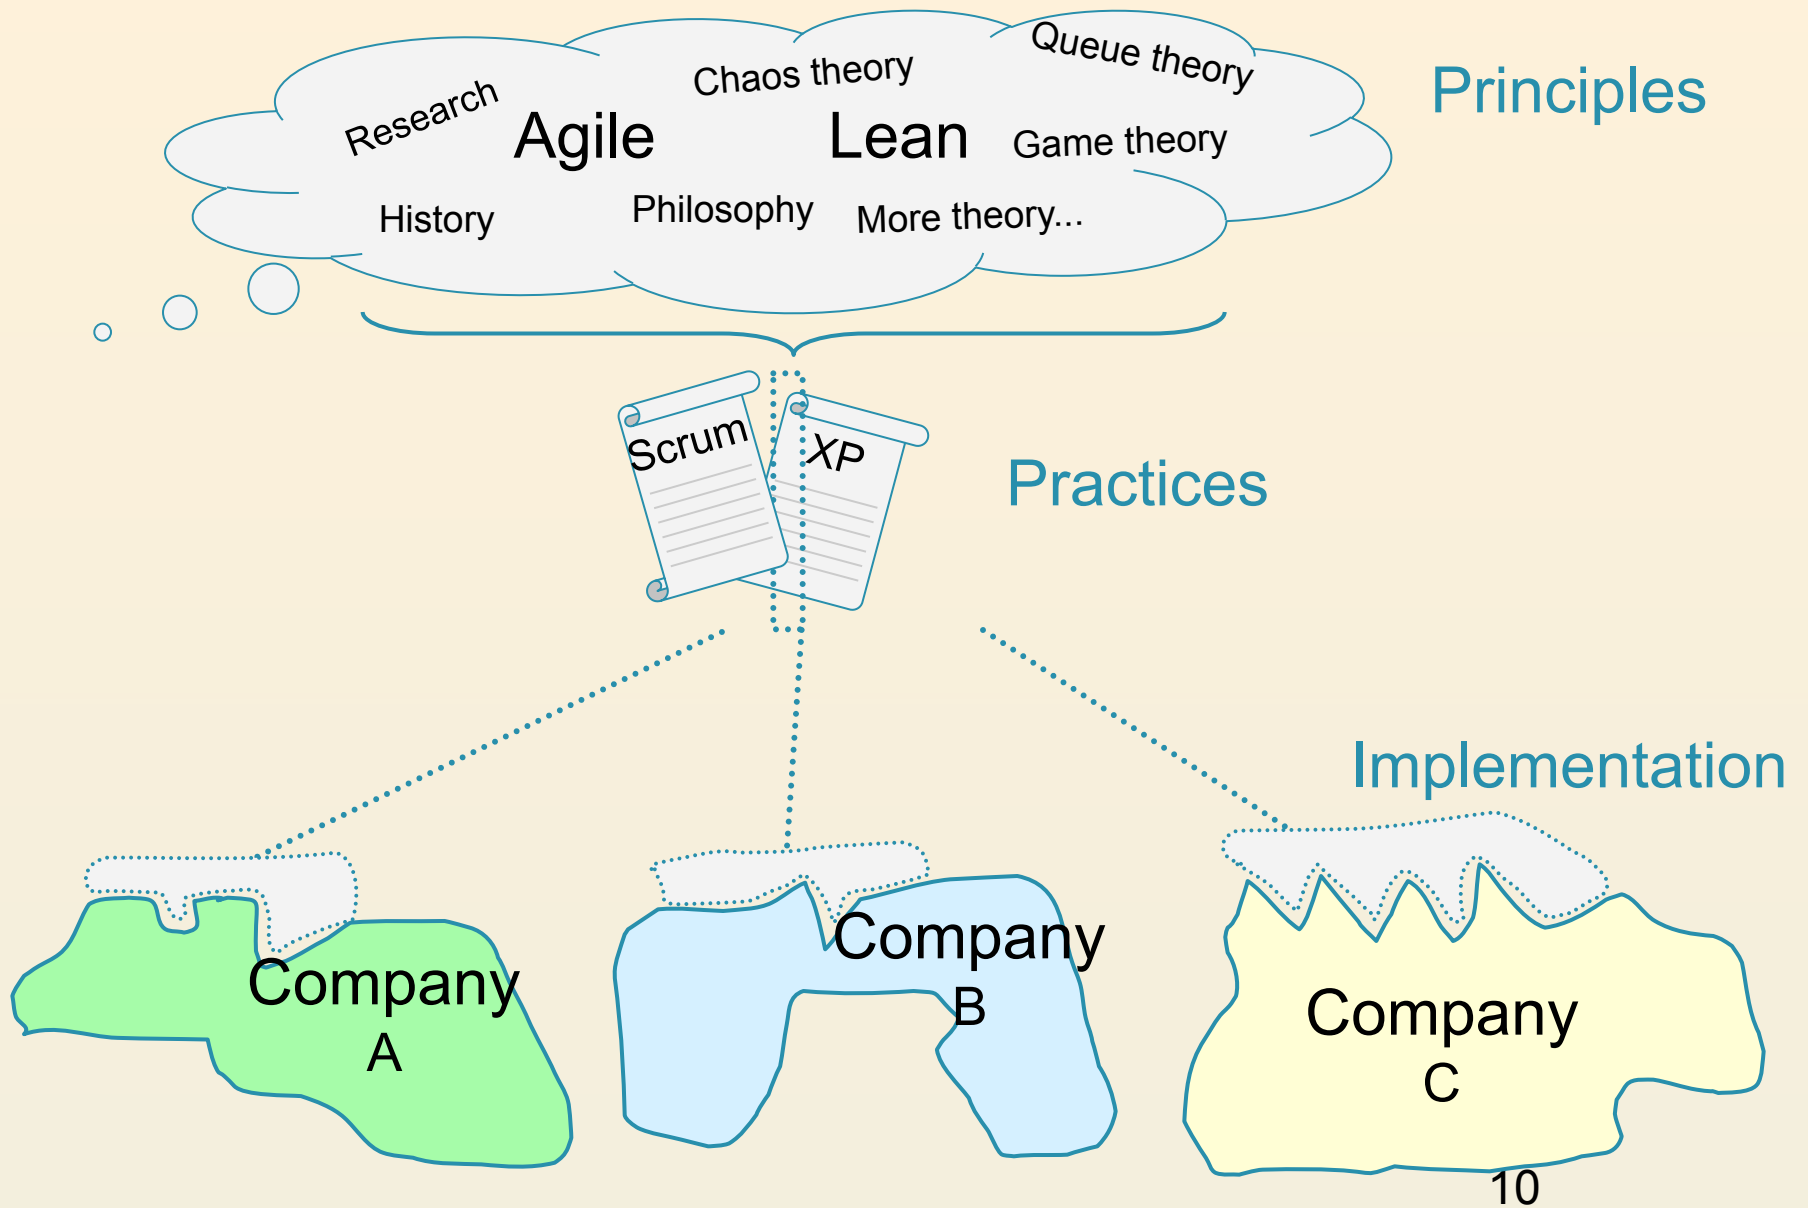 Queue theory
Chaos theory
Principles
Research
Agile
Lean
Game theory
History
Philosophy
More theory...
Scrum
XP
Practices
Implementation
Company
A
Company
B
Company
C
10